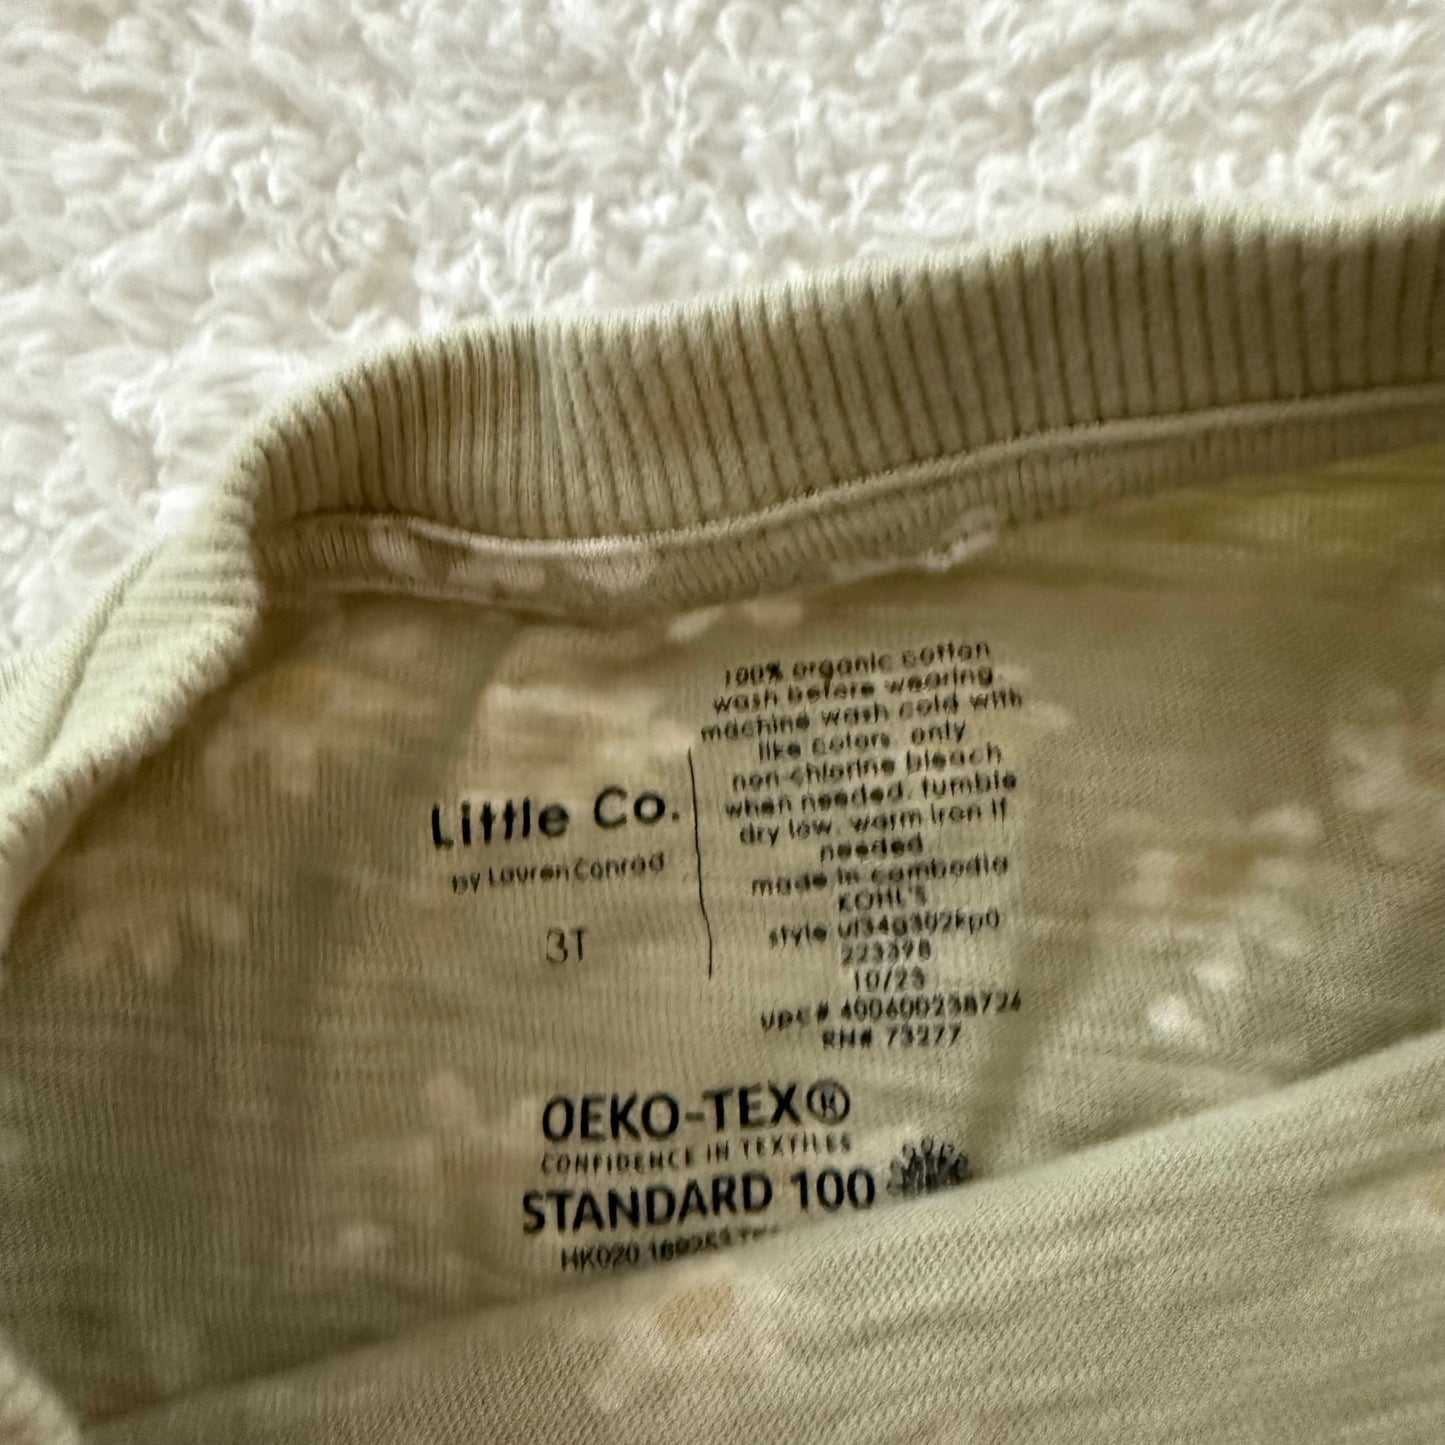 Little Co.
by Lauren Conrad
3T
100% organic cotton
wash before wearing.
machine wash cold with
like colors. only
non-chlorine bleach
when needed. tumble
dry low. warm iron if
needed
made in cambodia
KOHL'S
style ul34g302kp0
223398
10/23
upc# 400600238724
RN# 73277
OEKO-TEX®
CONFIDENCE IN TEXTILES
STANDARD 100
HK020